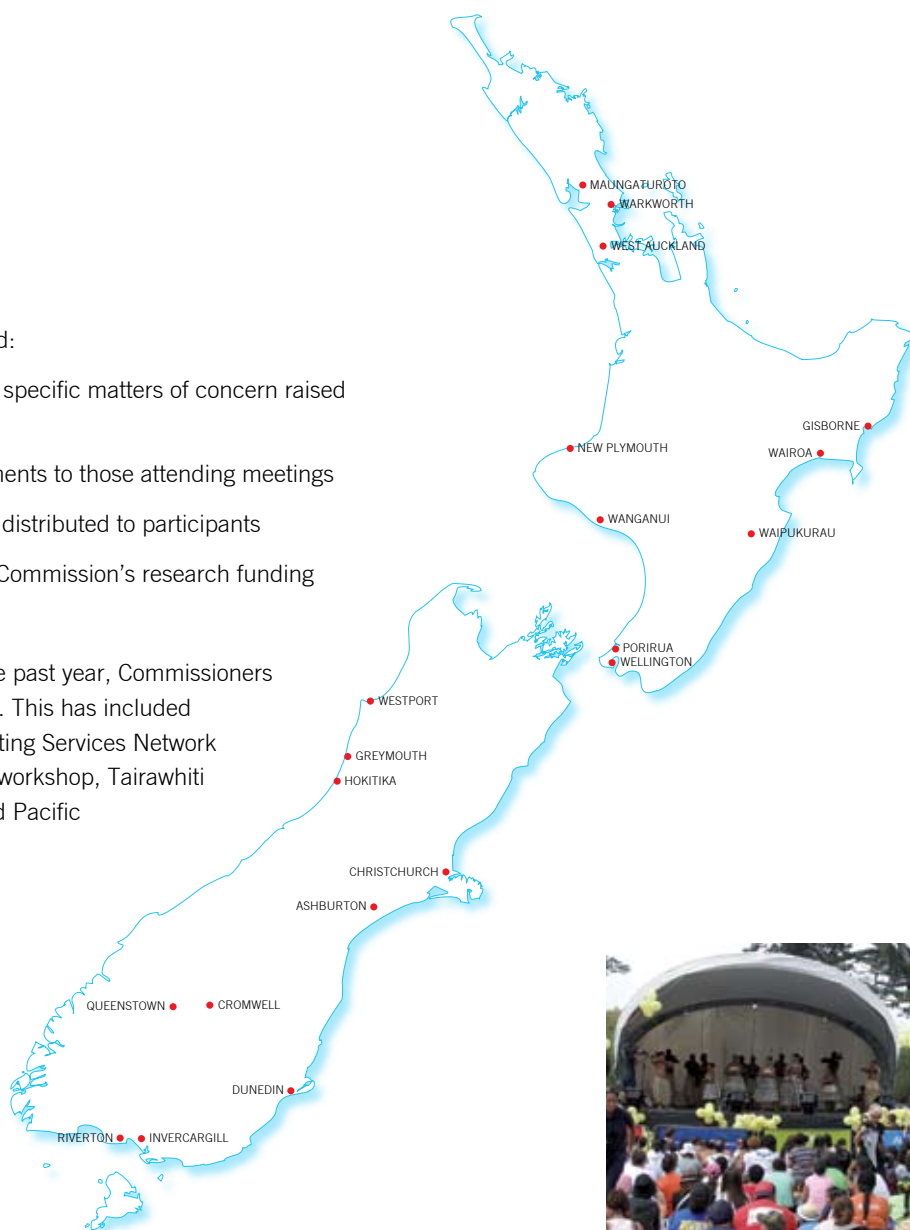 d:
specific matters of concern raised
ments to those attending meetings
distributed to participants
Commission's research funding
e past year, Commissioners
. This has included
ting Services Network
workshop, Tairawhiti
d Pacific
MAUNGATUROTO
WARKWORTH
WEST AUCKLAND
GISBORNE
NEW PLYMOUTH
WAIROA
WANGANUI
WAIPUKURAU
PORIRUA
WELLINGTON
WESTPORT
GREYMOUTH
HOKITIKA
CHRISTCHURCH
ASHBURTON
QUEENSTOWN
CROMWELL
DUNEDIN
RIVERTON
INVERCARGILL